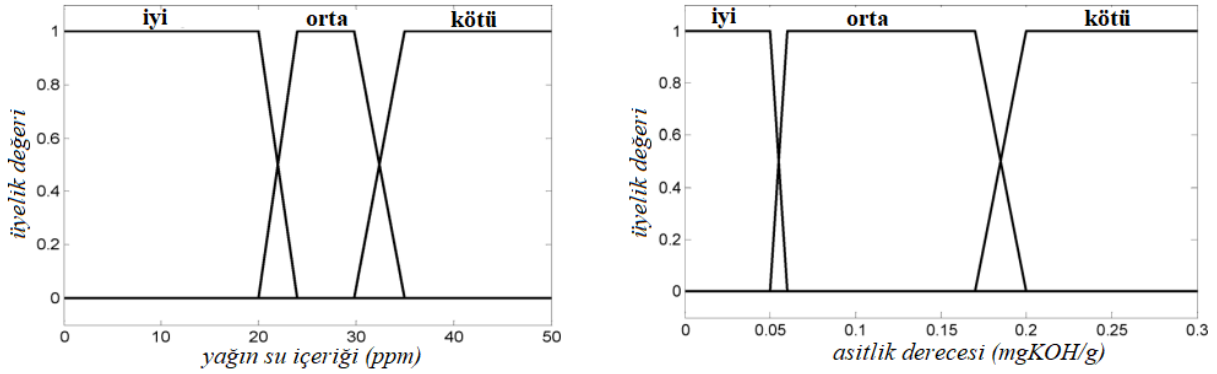 iyi orta kötü
1
0.8
0.6
0.4
0.2
0
üyelik değeri
0 10 20 30 40 50
yağın su içeriği (ppm)
iyi orta kötü
1
0.8
0.6
0.4
0.2
0
üyelik değeri
0 0.05 0.1 0.15 0.2 0.25 0.3
asitlik derecesi (mgKOH/g)